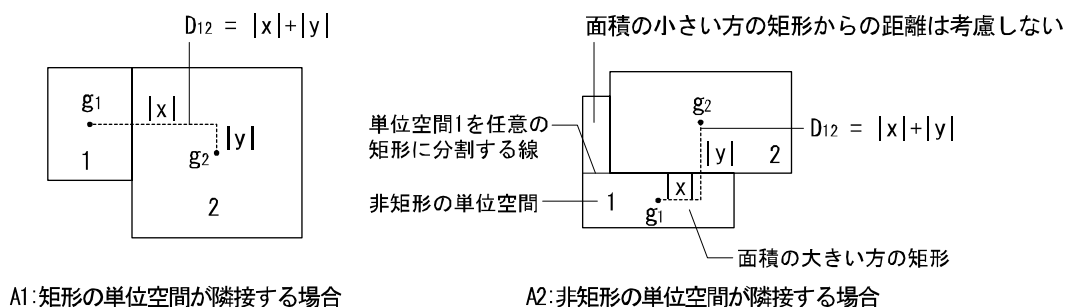 D₁₂ = |x|+|y|
g₁
|x|
|y|
g₂
1
2
A1:矩形の単位空間が隣接する場合
面積の小さい方の矩形からの距離は考慮しない
g₂
単位空間1を任意の
矩形に分割する線
D₁₂ = |x|+|y|
|y|
2
非矩形の単位空間
1
|x|
g₁
面積の大きい方の矩形
A2:非矩形の単位空間が隣接する場合